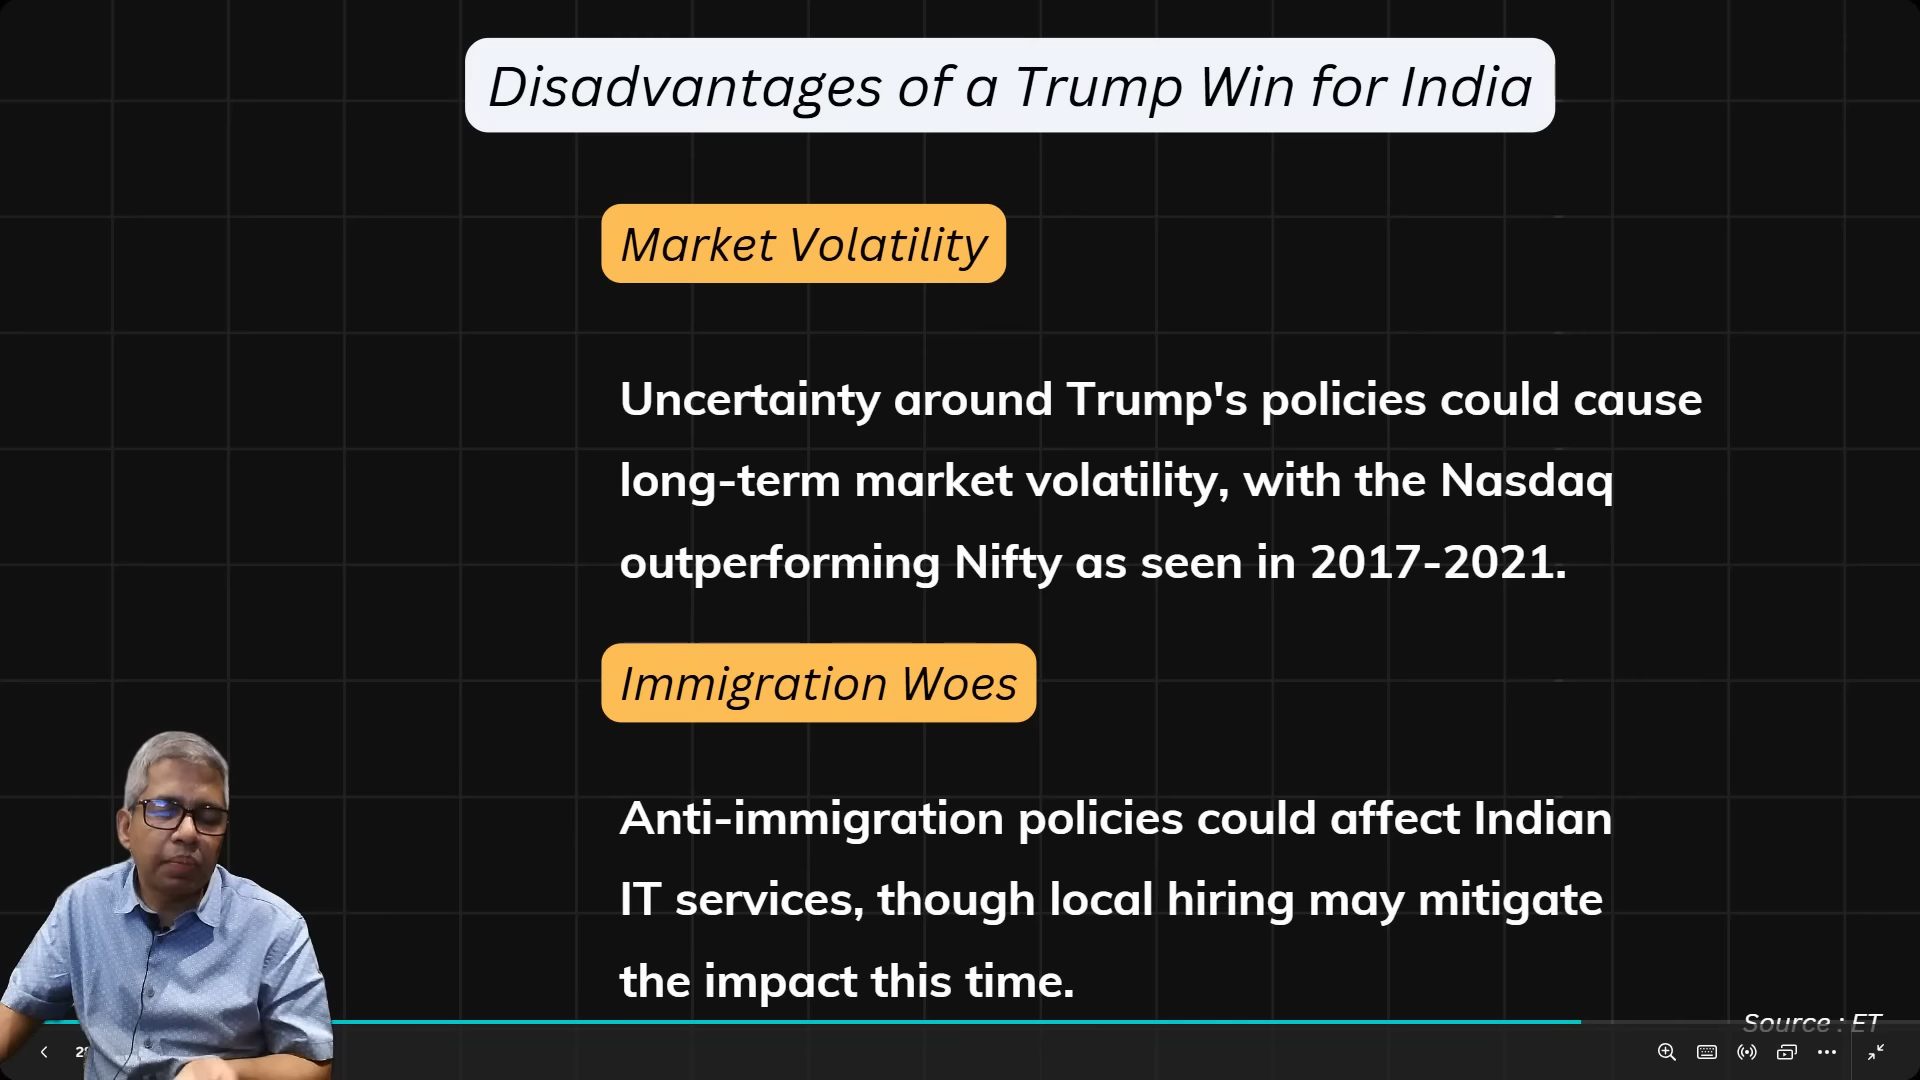 Disadvantages of a Trump Win for India
Market Volatility
Uncertainty around Trump's policies could cause
long-term market volatility, with the Nasdaq
outperforming Nifty as seen in 2017-2021.
Immigration Woes
Anti-immigration policies could affect Indian
IT services, though local hiring may mitigate
the impact this time.
Source : ET